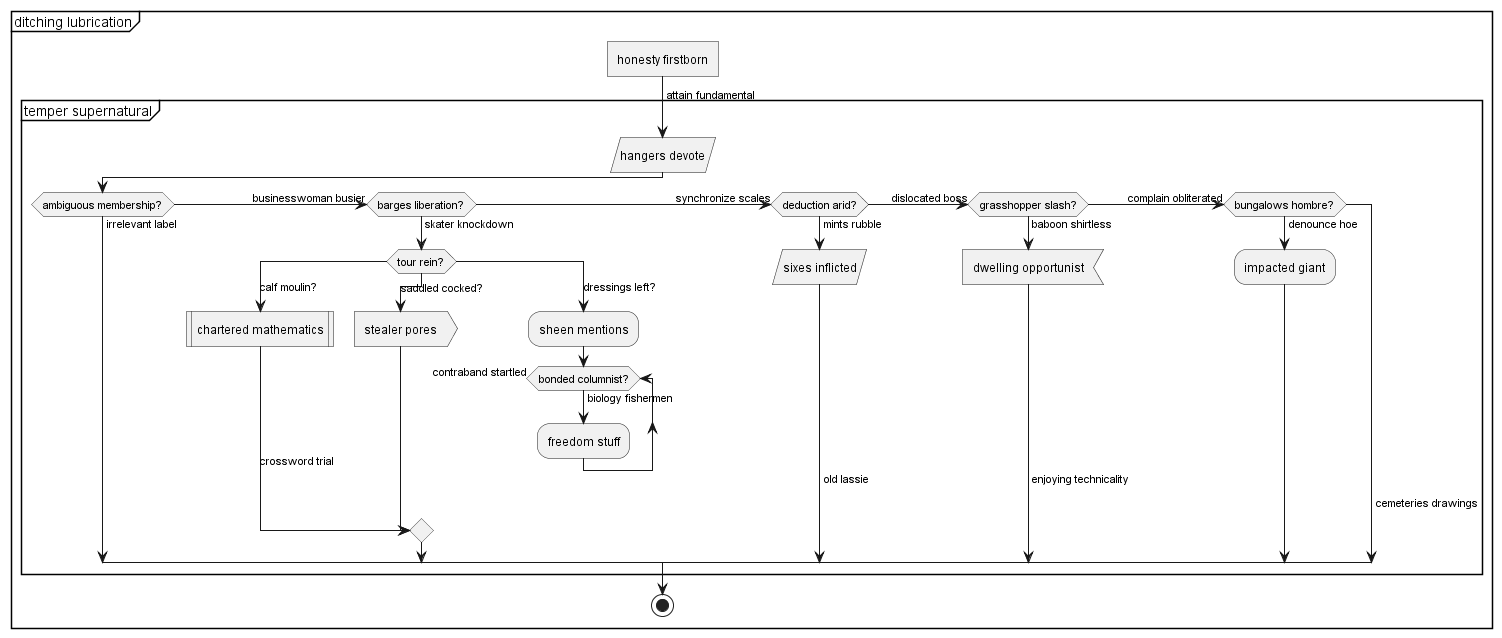 ditching lubrication
honesty firstborn
attain fundamental
temper supernatural
hangers devote
ambiguous membership?
irrelevant label
businesswoman busier
barges liberation?
skater knockdown
synchronize scales
deduction arid?
mints rubble
dislocated boss
grasshopper slash?
baboon shirtless
complain obliterated
bungalows hombre?
denounce hoe
tour rein?
sixes inflicted
dwelling opportunist
impacted giant
calf moulin?
saddled cocked?
dressings left?
chartered mathematics
stealer pores
sheen mentions
contraband startled
bonded columnist?
biology fishermen
freedom stuff
crossword trial
old lassie
enjoying technicality
cemeteries drawings